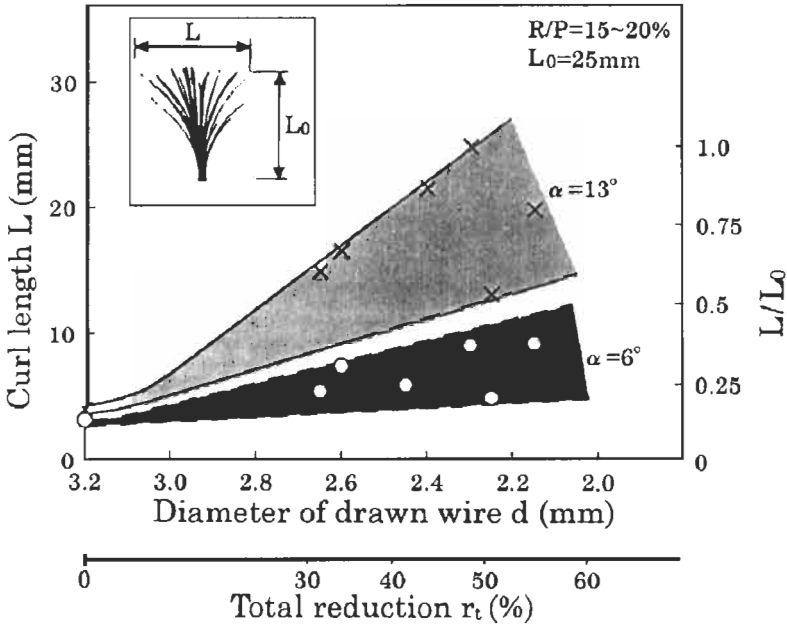 R/P=15~20%
L₀=25mm
L
L₀
α=13°
α=6°
Curl length L (mm)
30
20
10
0
L/L₀
1.0
0.75
0.5
0.25
0
3.2 3.0 2.8 2.6 2.4 2.2 2.0
Diameter of drawn wire d (mm)
0 30 40 50 60
Total reduction rₜ (%)